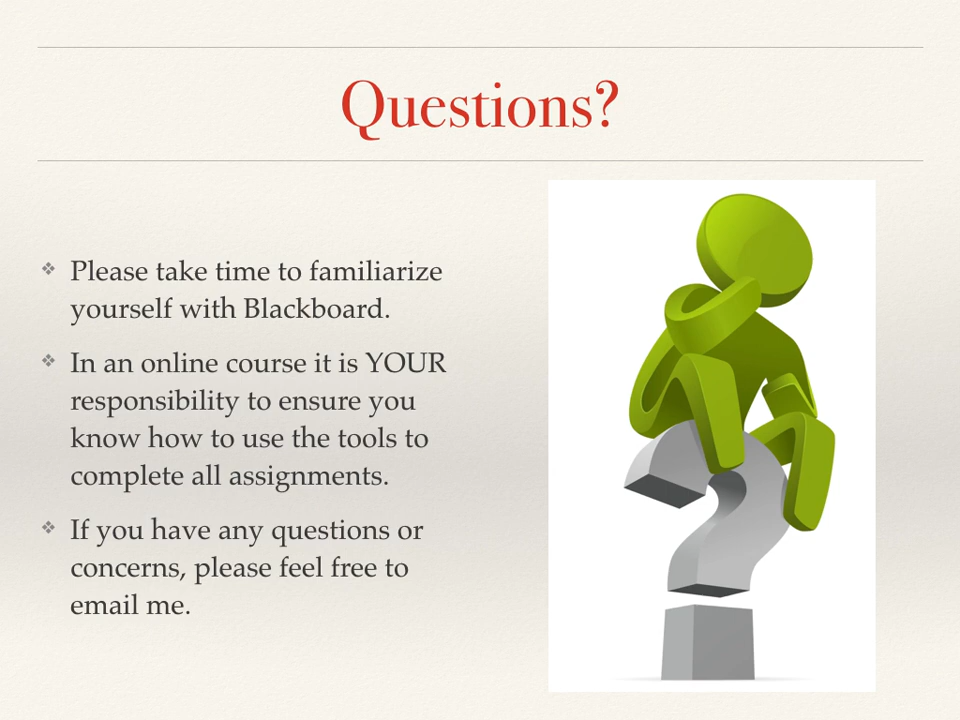 Questions?
❖ Please take time to familiarize
yourself with Blackboard.
❖ In an online course it is YOUR
responsibility to ensure you
know how to use the tools to
complete all assignments.
❖ If you have any questions or
concerns, please feel free to
email me.